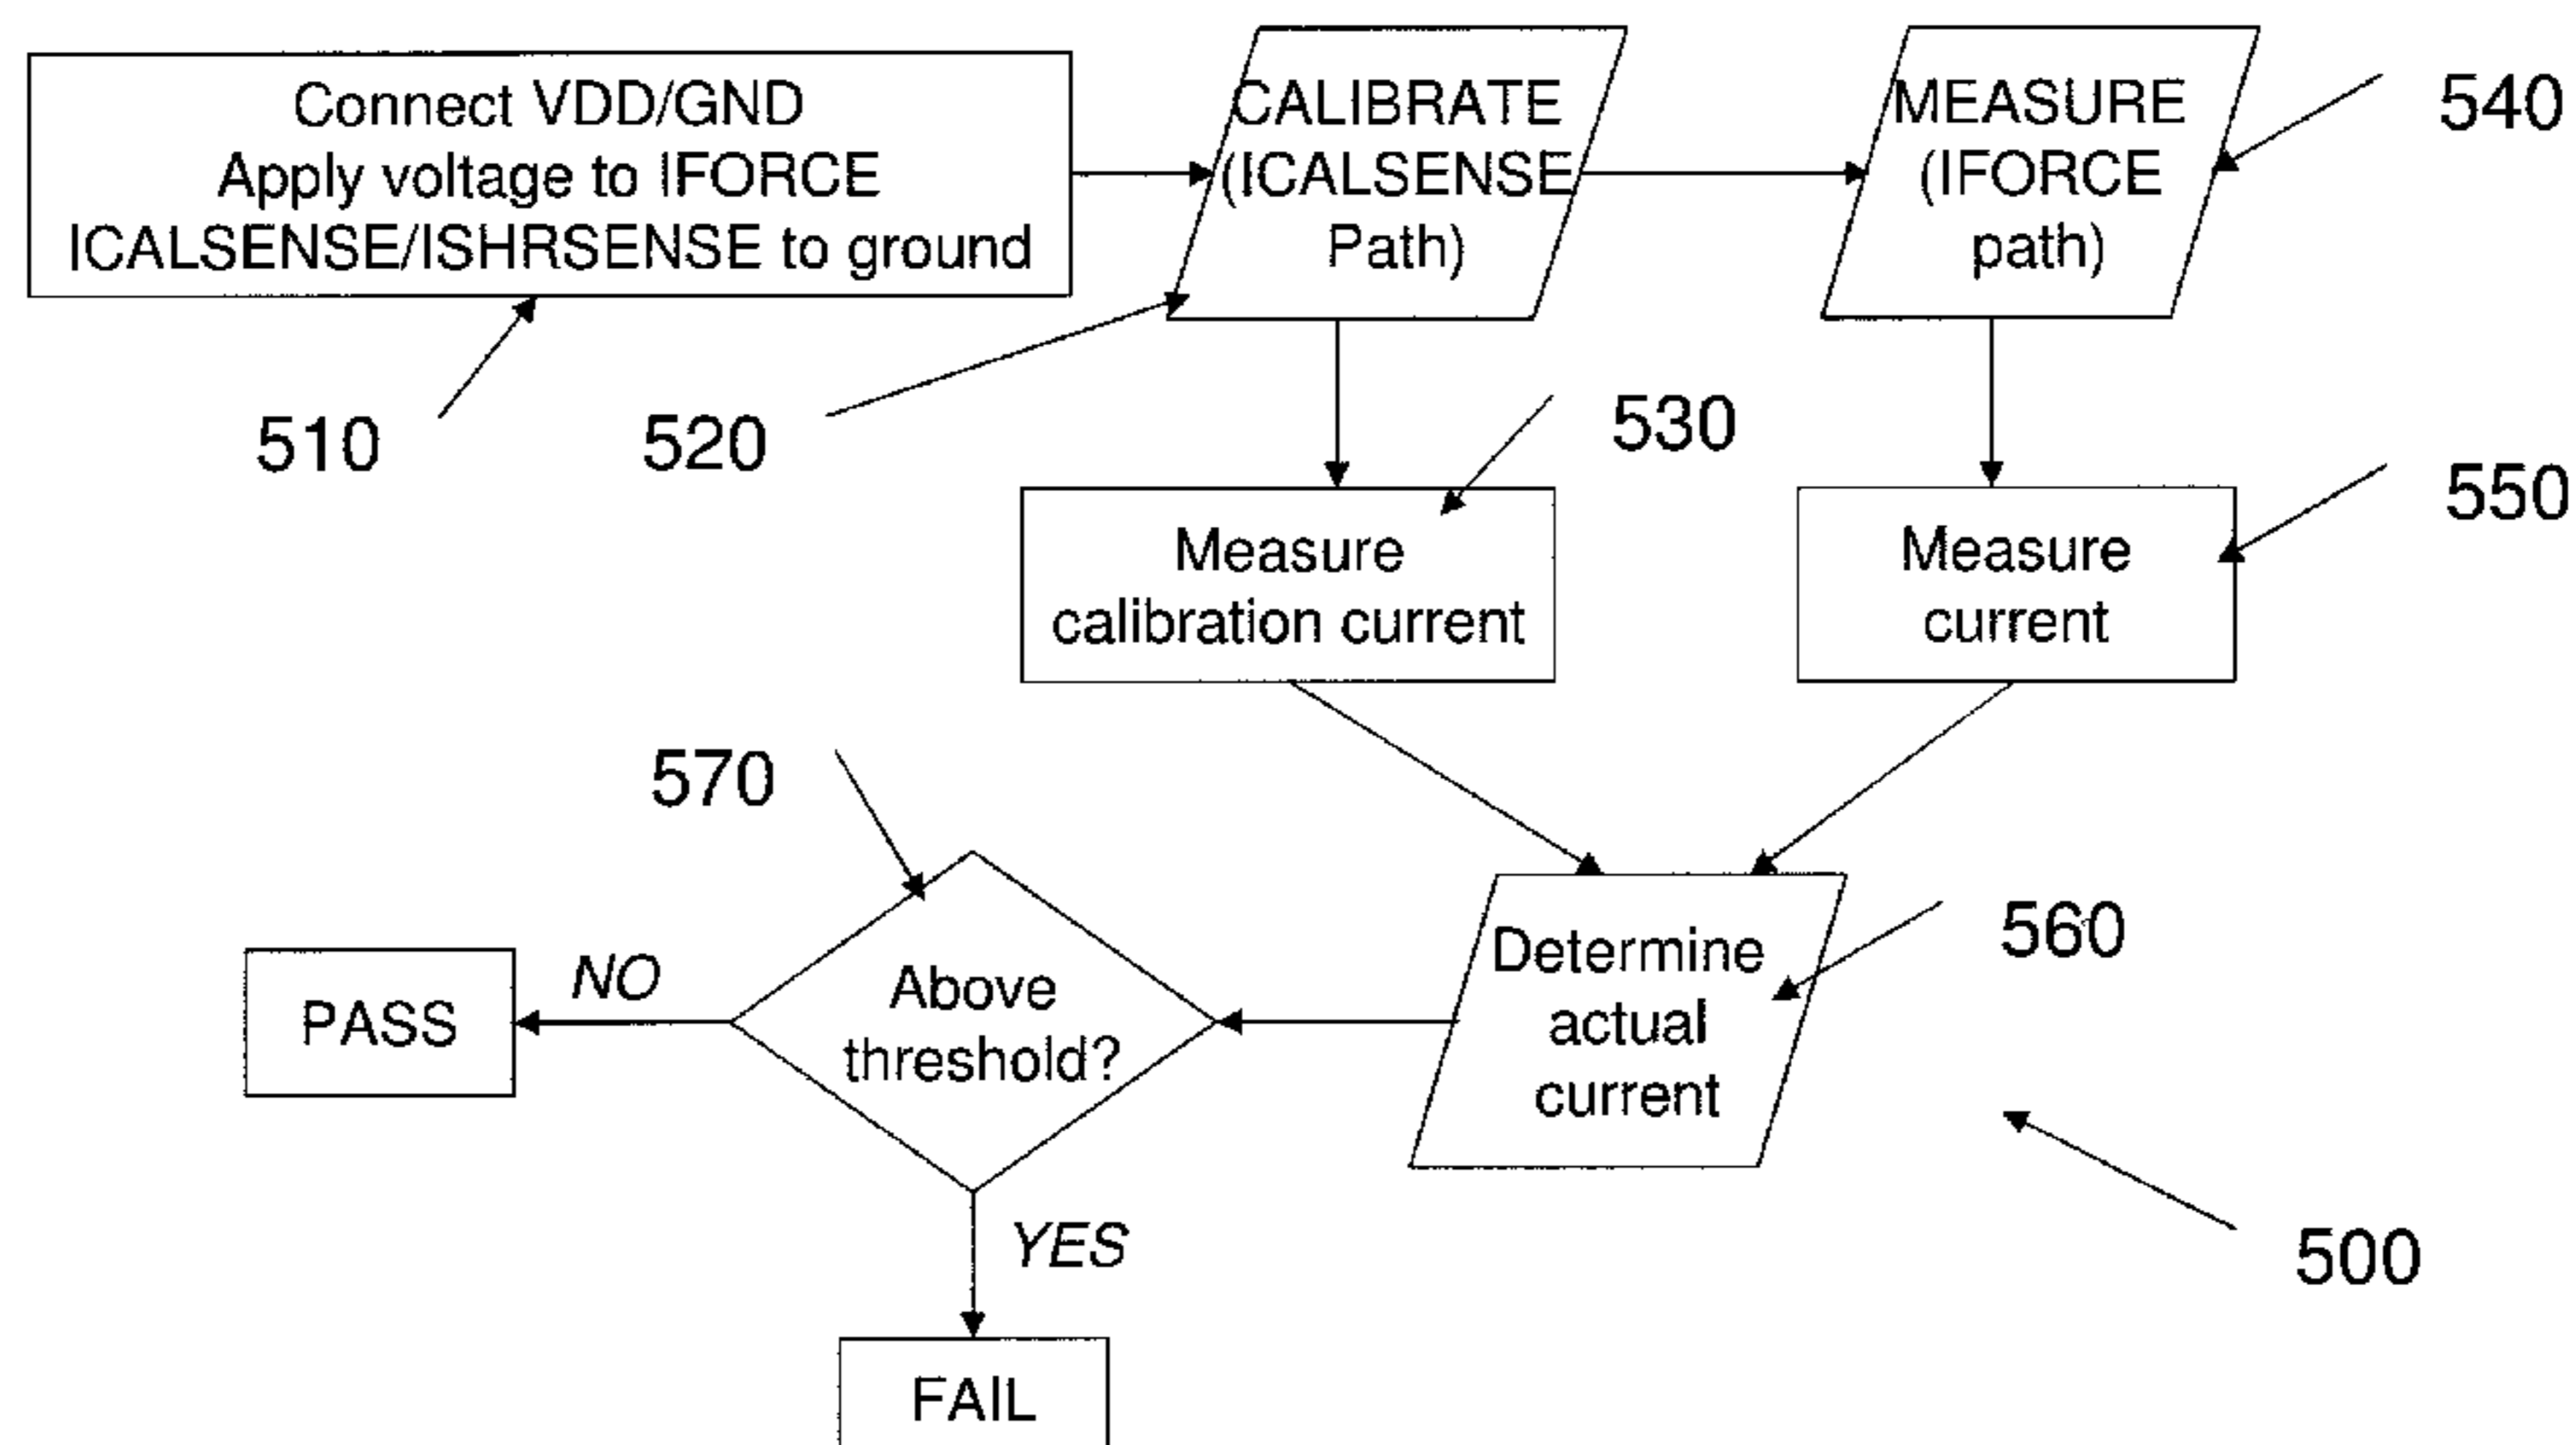 Connect VDD/GND
Apply voltage to IFORCE
ICALSENSE/ISHRSENSE to ground
CALIBRATE
(ICALSENSE
Path)
MEASURE
(IFORCE
path)
540
510
520
530
550
Measure
calibration current
Measure
current
570
560
Determine
actual
current
Above
threshold?
NO
PASS
YES
FAIL
500